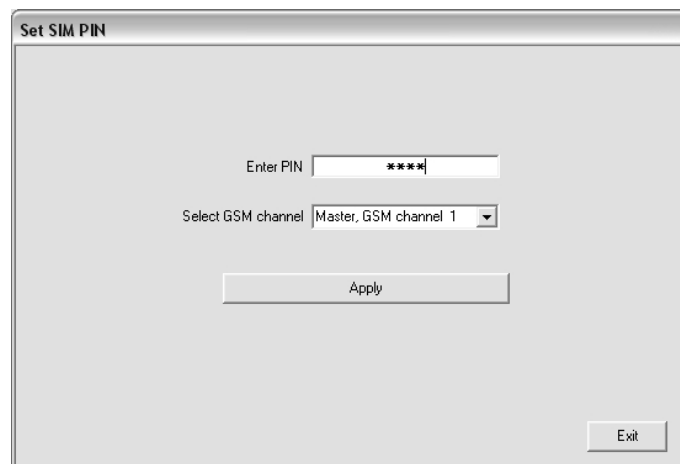 Set SIM PIN
Enter PIN ****
Select GSM channel Master, GSM channel 1
Apply
Exit